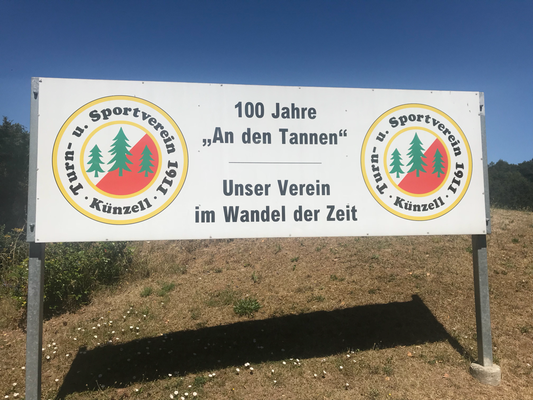 Turn- u. Sportverein 1911
· Künzell ·
100 Jahre
„An den Tannen“
Unser Verein
im Wandel der Zeit
Turn- u. Sportverein 1911
· Künzell ·